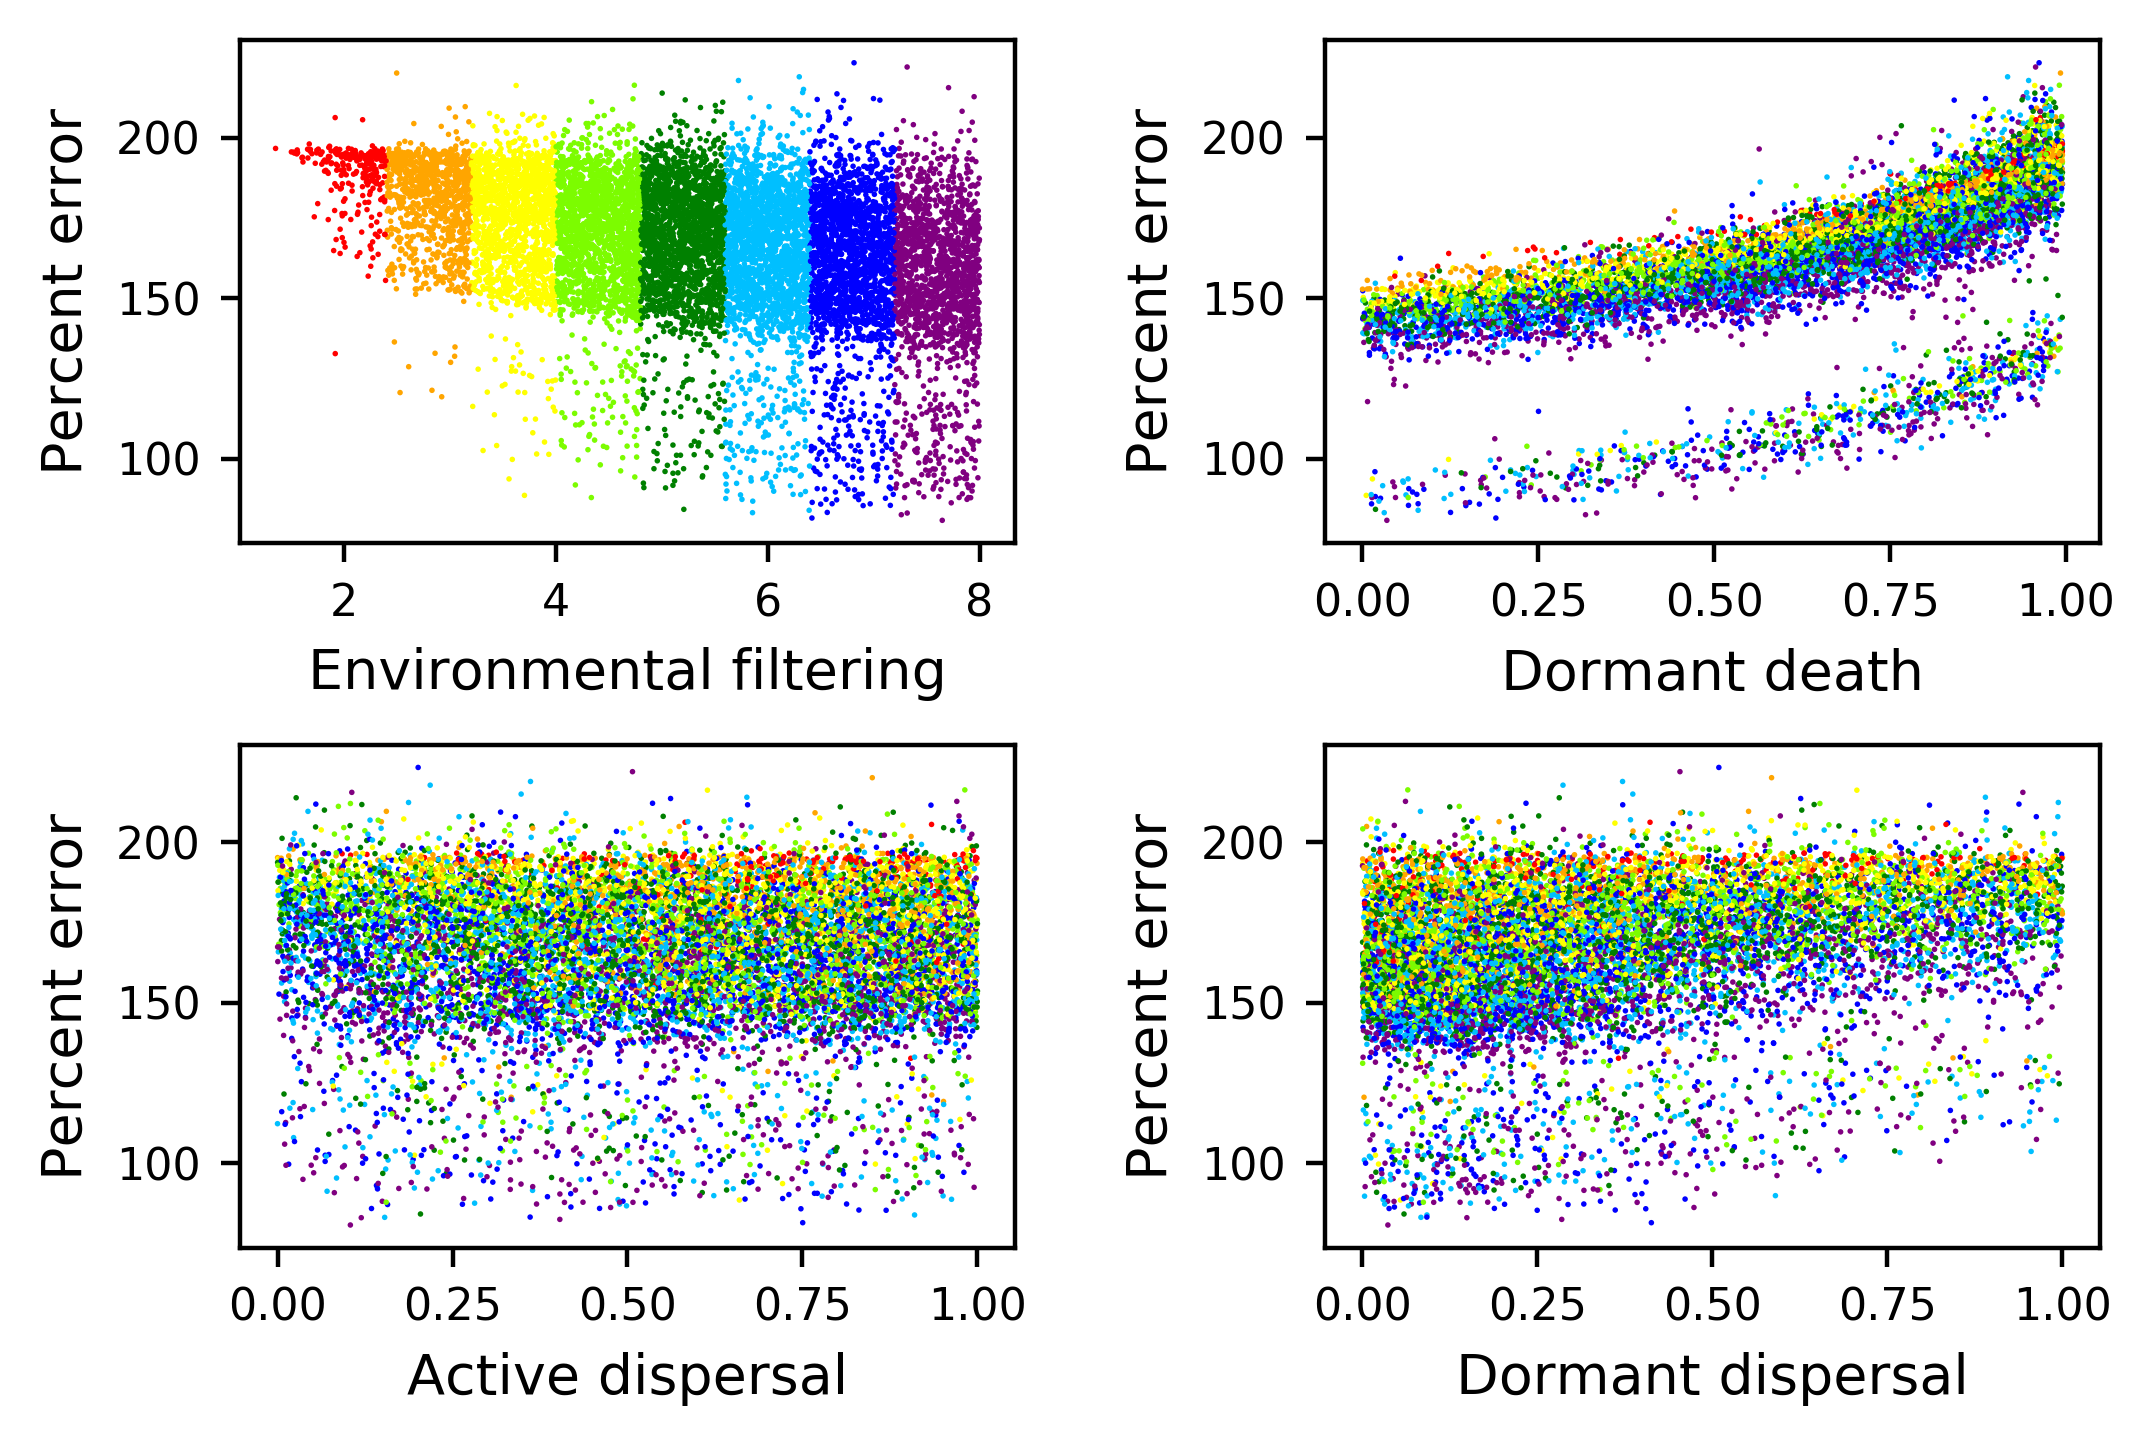 Percent error
200
150
100
2 4 6 8
Environmental filtering
Percent error
200
150
100
0.00 0.25 0.50 0.75 1.00
Dormant death
Percent error
200
150
100
0.00 0.25 0.50 0.75 1.00
Active dispersal
Percent error
200
150
100
0.00 0.25 0.50 0.75 1.00
Dormant dispersal